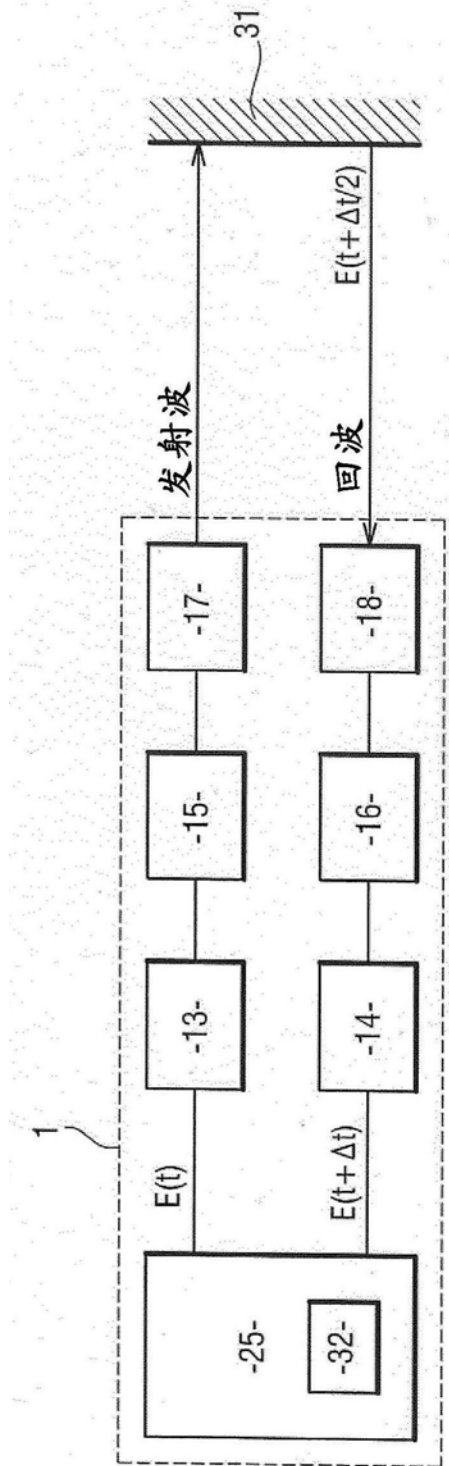 1
E(t)
-13-
-15-
-17-
发射波
31
-25-
-32-
E(t+Δt)
-14-
-16-
-18-
回波
E(t+Δt/2)